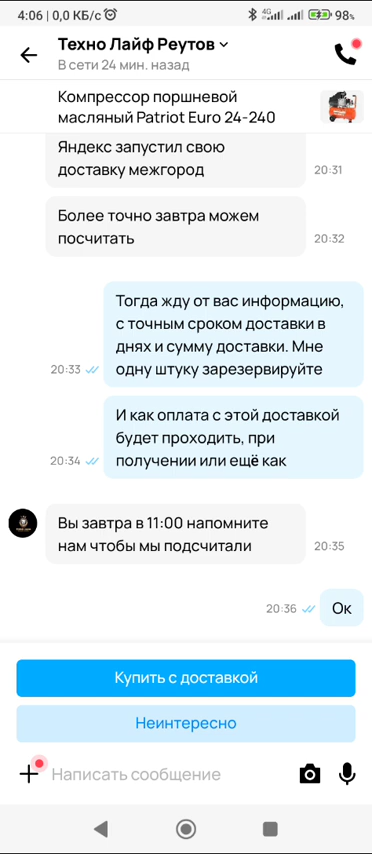 4:06 | 0,0 КБ/с
4G
98%
Техно Лайф Реутов
В сети 24 мин. назад
Компрессор поршневой
масляный Patriot Euro 24-240
Яндекс запустил свою
доставку межгород
20:31
Более точно завтра можем
посчитать
20:32
Тогда жду от вас информацию,
с точным сроком доставки в
днях и сумму доставки. Мне
одну штуку зарезервируйте
20:33
И как оплата с этой доставкой
будет проходить, при
получении или ещё как
20:34
Вы завтра в 11:00 напомните
нам чтобы мы подсчитали
20:35
20:36
Ок
Купить с доставкой
Неинтересно
Написать сообщение